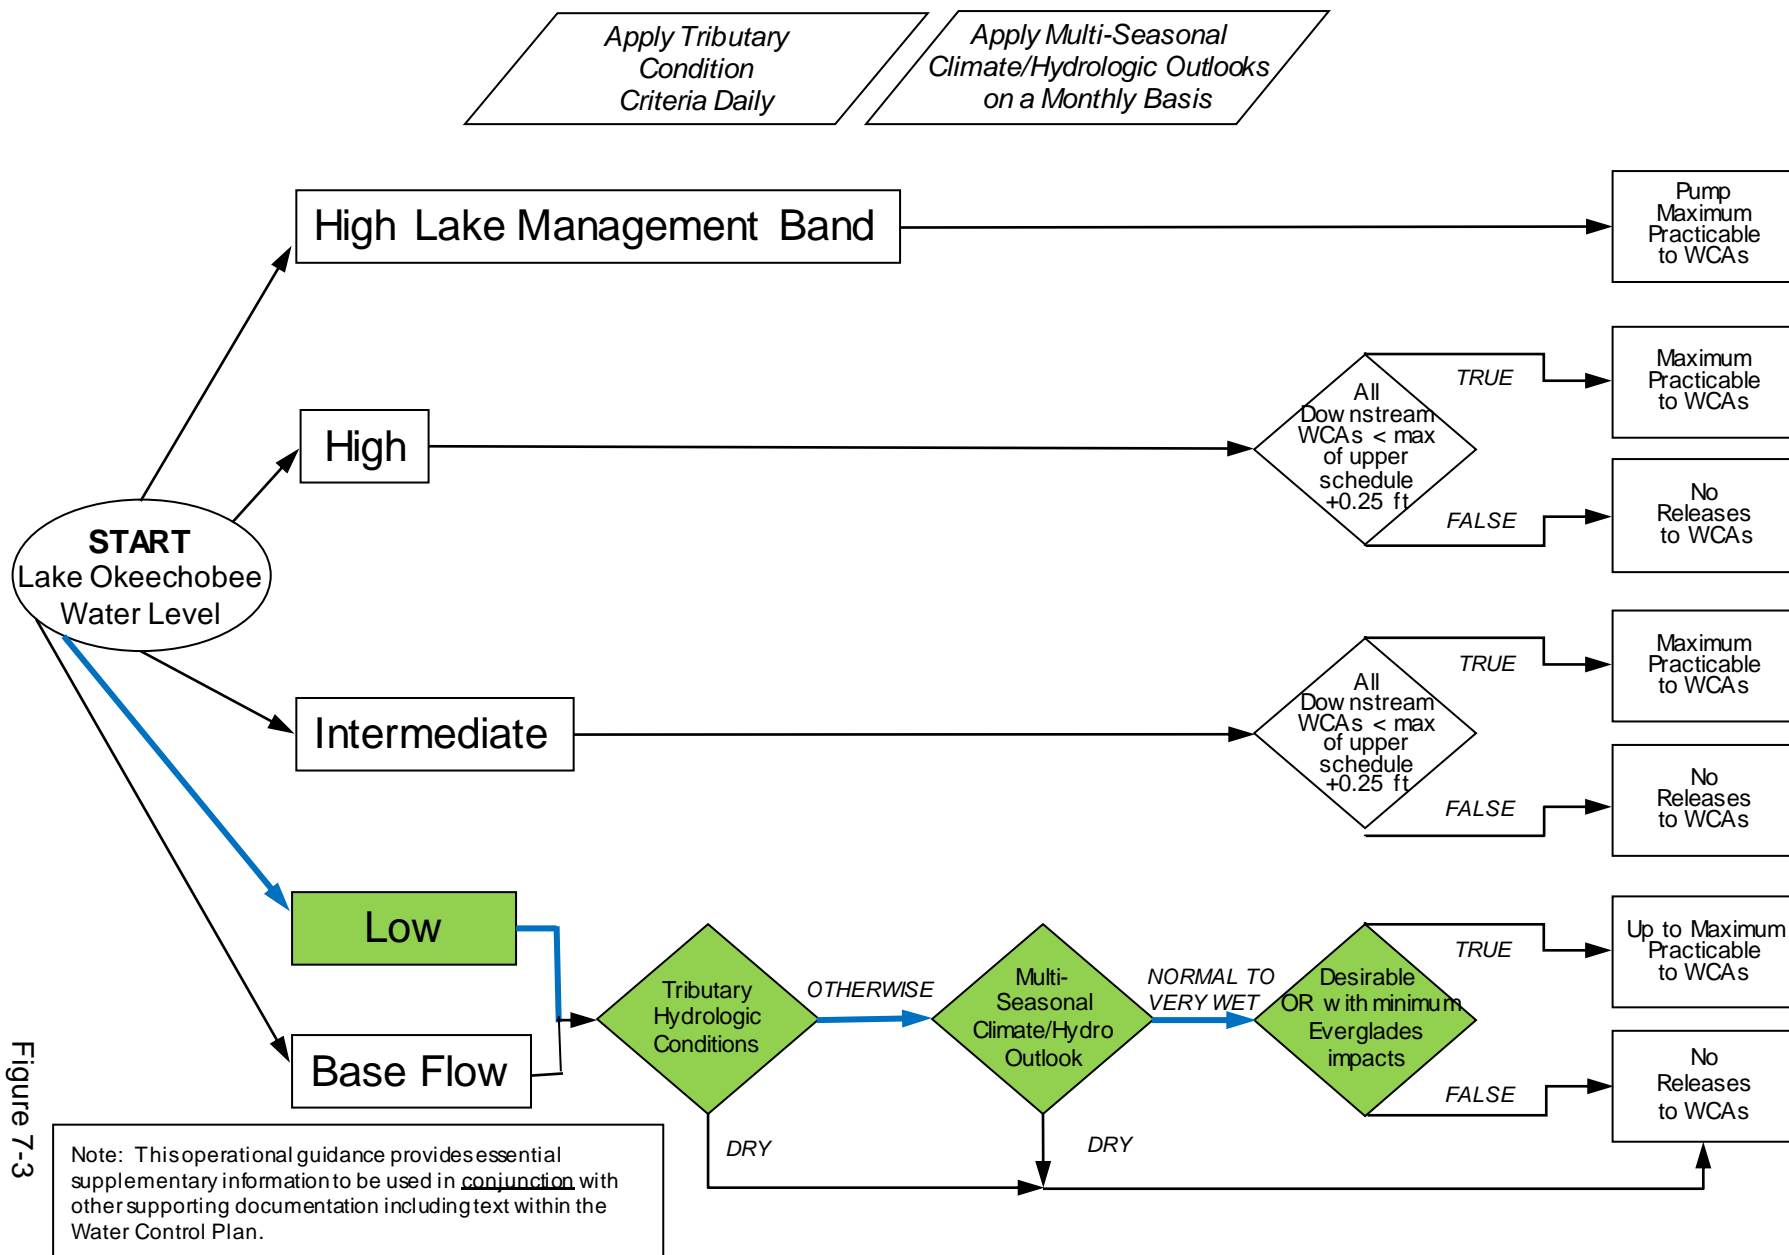 Apply Tributary
Condition
Criteria Daily
Apply Multi-Seasonal
Climate/Hydrologic Outlooks
on a Monthly Basis
High Lake Management Band
Pump
Maximum
Practicable
to WCAs
High
All
Downstream
WCAs < max
of upper
schedule
+0.25 ft
TRUE
Maximum
Practicable
to WCAs
FALSE
No
Releases
to WCAs
START
Lake Okeechobee
Water Level
Intermediate
All
Downstream
WCAs < max
of upper
schedule
+0.25 ft
TRUE
Maximum
Practicable
to WCAs
FALSE
No
Releases
to WCAs
Low
Base Flow
Tributary
Hydrologic
Conditions
OTHERWISE
DRY
Multi-
Seasonal
Climate/Hydro
Outlook
NORMAL TO
VERY WET
DRY
Desirable
OR with minimum
Everglades
impacts
TRUE
Up to Maximum
Practicable
to WCAs
FALSE
No
Releases
to WCAs
Figure 7-3
Note: This operational guidance provides essential
supplementary information to be used in conjunction with
other supporting documentation including text within the
Water Control Plan.